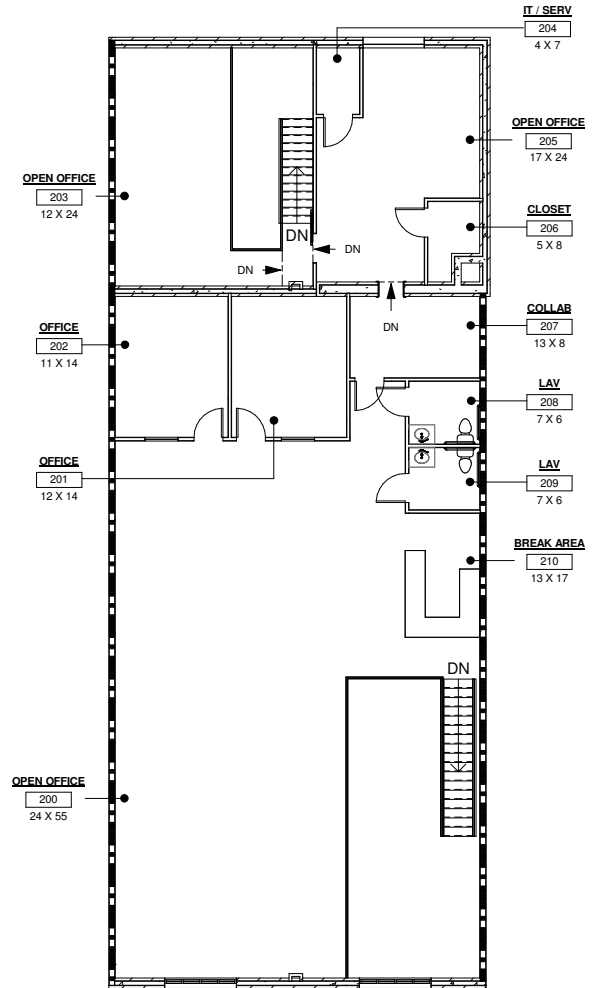 IT / SERV
204
4 X 7
OPEN OFFICE
205
17 X 24
OPEN OFFICE
203
12 X 24
CLOSET
206
5 X 8
DN
DN
DN
DN
COLLAB
207
13 X 8
OFFICE
202
11 X 14
LAV
208
7 X 6
OFFICE
201
12 X 14
LAV
209
7 X 6
BREAK AREA
210
13 X 17
DN
OPEN OFFICE
200
24 X 55